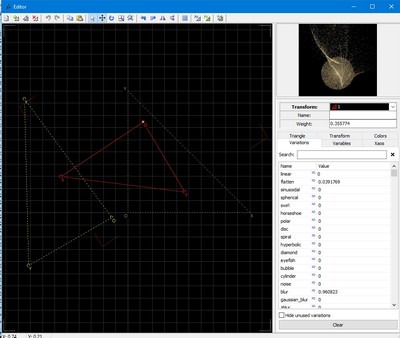 Editor
Transform: 1
Name:
Weight: 0.355774
Triangle Transform Colors
Variations Variables Xaos
Search:
Name Value
linear 0
flatten 0.0391769
sinusoidal 0
spherical 0
swirl 0
horseshoe 0
polar 0
disc 0
spiral 0
hyperbolic 0
diamond 0
eyefish 0
bubble 0
cylinder 0
noise 0
blur 0.960823
gaussian_blur 0
Hide unused variations
Clear
X: 0.74 Y: 0.21